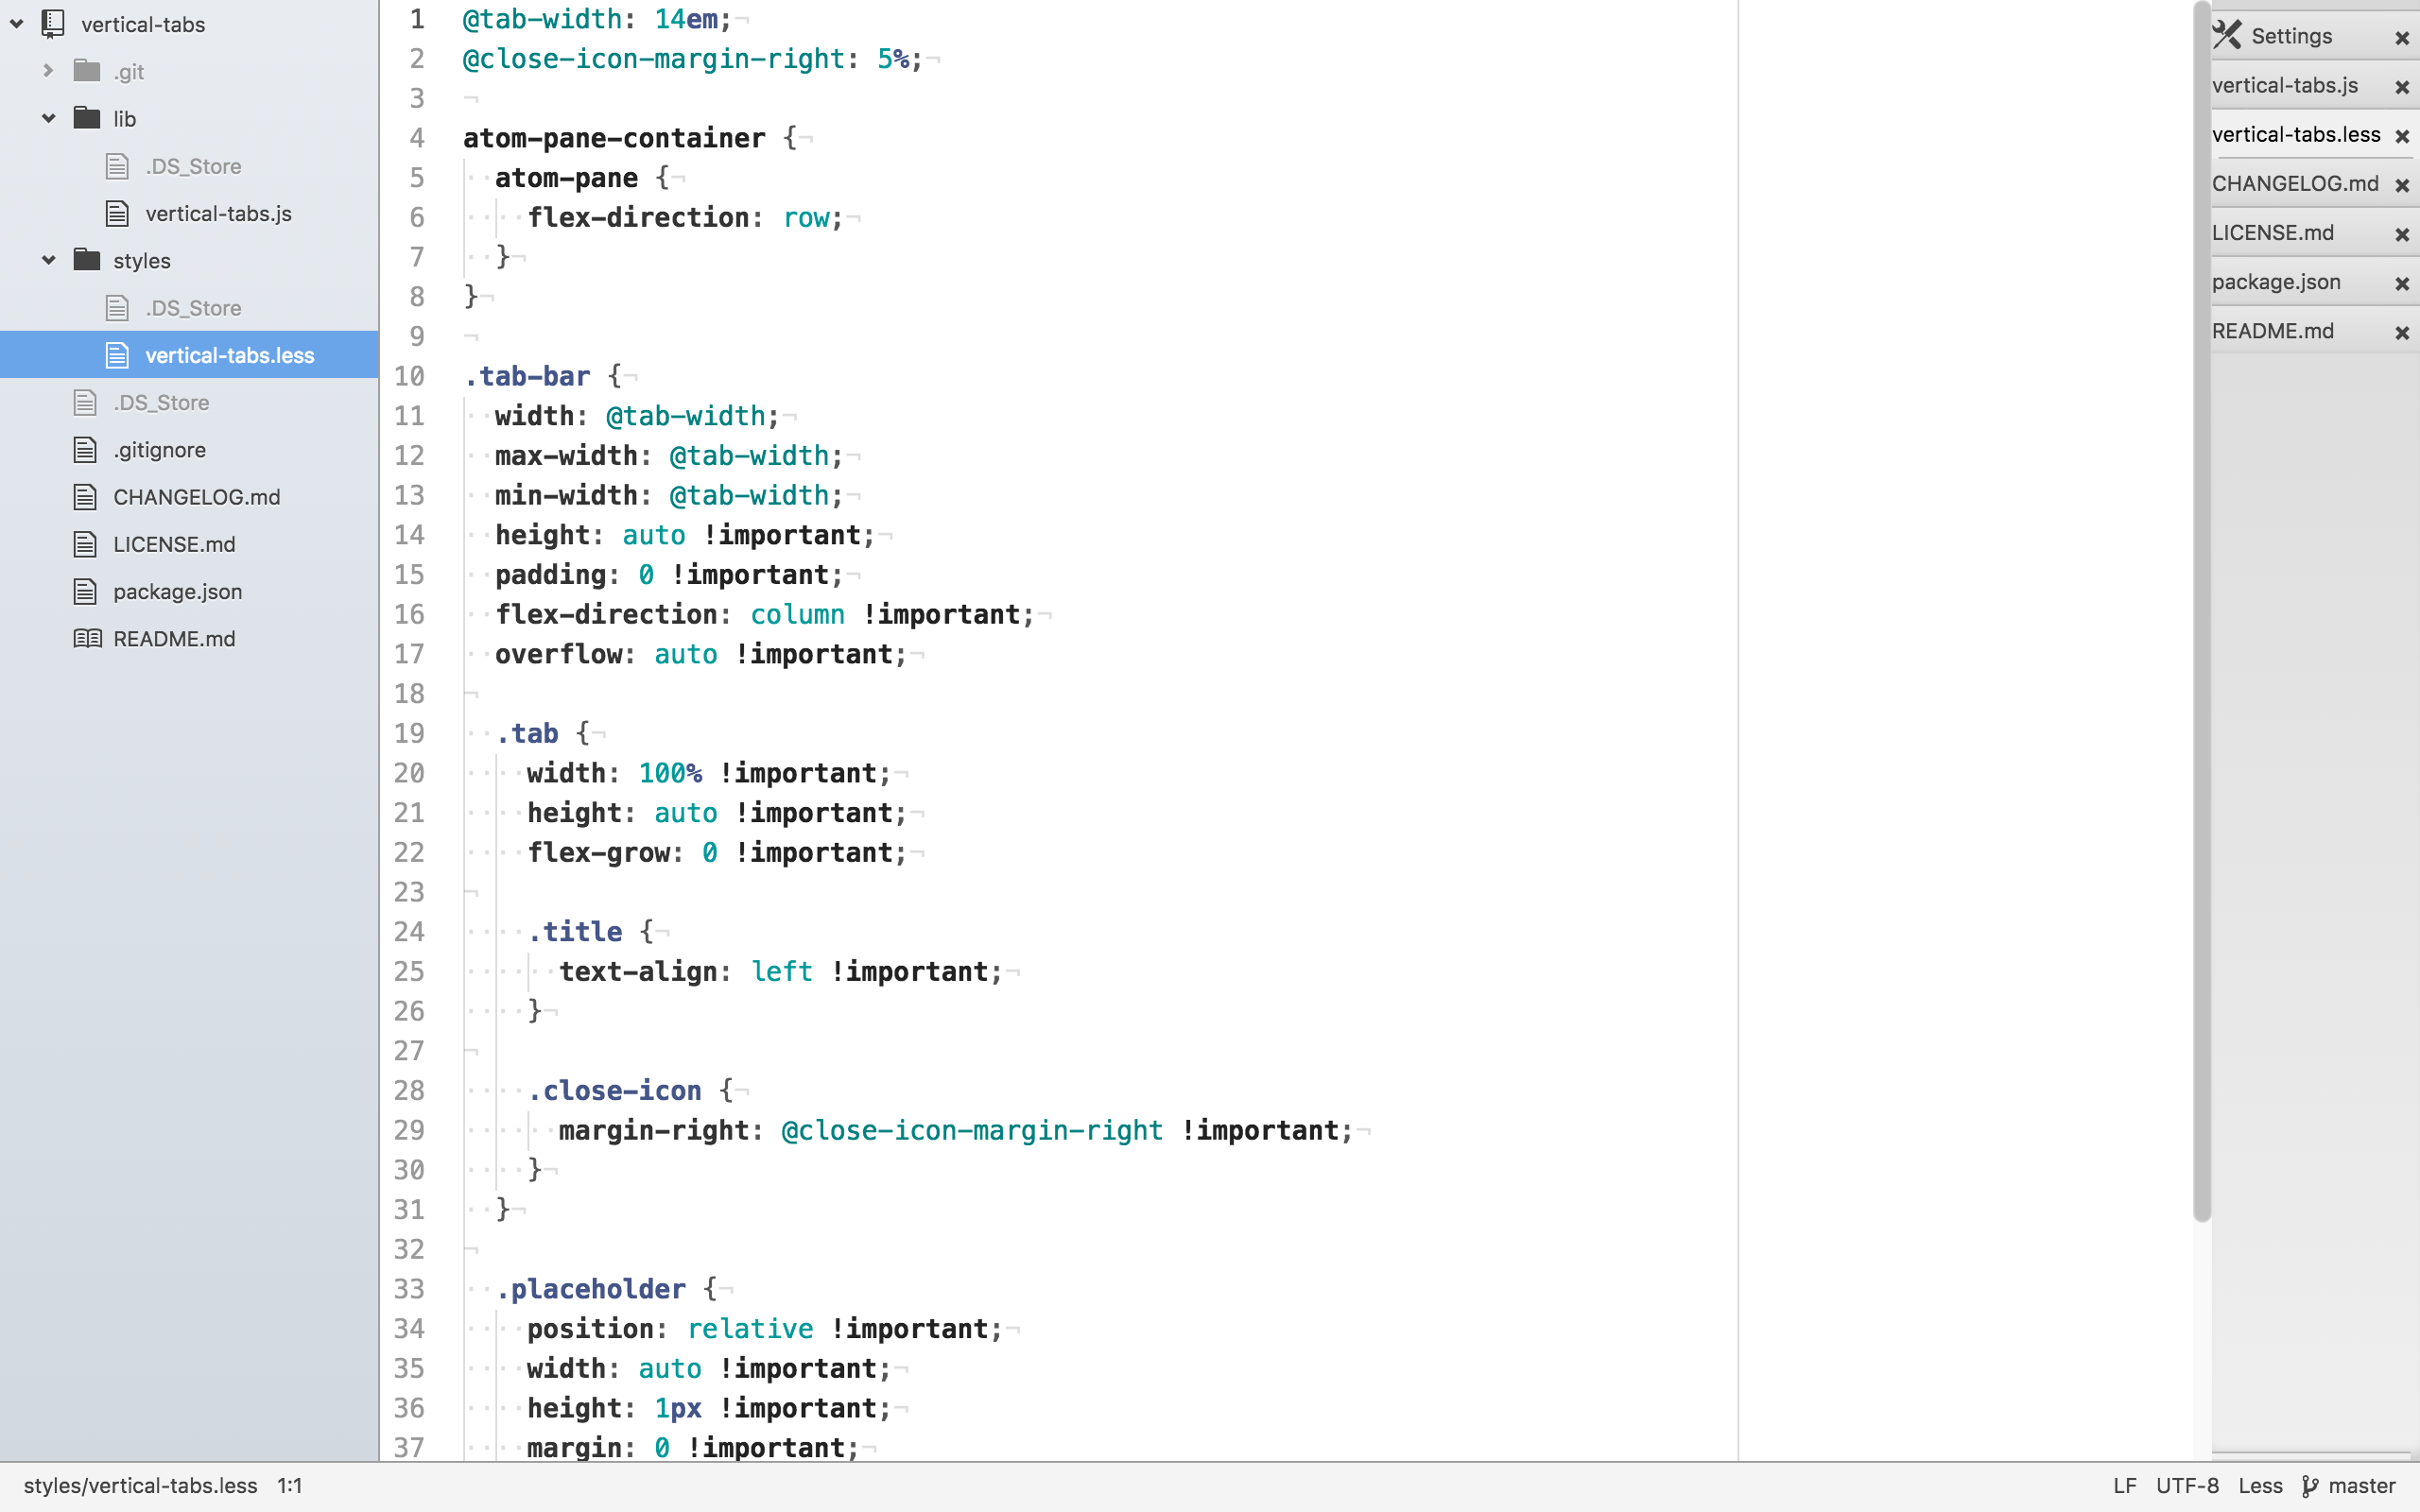 vertical-tabs
.git
lib
.DS_Store
vertical-tabs.js
styles
.DS_Store
vertical-tabs.less
.DS_Store
.gitignore
CHANGELOG.md
LICENSE.md
package.json
README.md
1 @tab-width: 14em;¬
2 @close-icon-margin-right: 5%;¬
3 ¬
4 atom-pane-container {¬
5 ··atom-pane {¬
6 ····flex-direction: row;¬
7 ··}¬
8 }¬
9 ¬
10 .tab-bar {¬
11 ··width: @tab-width;¬
12 ··max-width: @tab-width;¬
13 ··min-width: @tab-width;¬
14 ··height: auto !important;¬
15 ··padding: 0 !important;¬
16 ··flex-direction: column !important;¬
17 ··overflow: auto !important;¬
18 ¬
19 ··.tab {¬
20 ····width: 100% !important;¬
21 ····height: auto !important;¬
22 ····flex-grow: 0 !important;¬
23 ¬
24 ····.title {¬
25 ······text-align: left !important;¬
26 ····}¬
27 ¬
28 ····.close-icon {¬
29 ······margin-right: @close-icon-margin-right !important;¬
30 ····}¬
31 ··}¬
32 ¬
33 ··.placeholder {¬
34 ····position: relative !important;¬
35 ····width: auto !important;¬
36 ····height: 1px !important;¬
37 ····margin: 0 !important;¬
Settings
vertical-tabs.js
vertical-tabs.less
CHANGELOG.md
LICENSE.md
package.json
README.md
styles/vertical-tabs.less 1:1
LF UTF-8 Less master